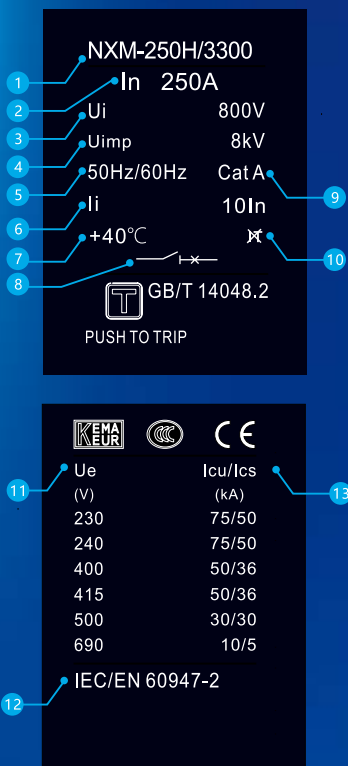 NXM-250H/3300
1
In 250A
2
Ui 800V
3
Uimp 8kV
4
50Hz/60Hz Cat A
5
9
Ii 10In
6
+40℃
7
10
8
T GB/T 14048.2
PUSH TO TRIP
KEMA EUR CCC CE
Ue Icu/Ics
11
13
(V) (kA)
230 75/50
240 75/50
400 50/36
415 50/36
500 30/30
690 10/5
IEC/EN 60947-2
12